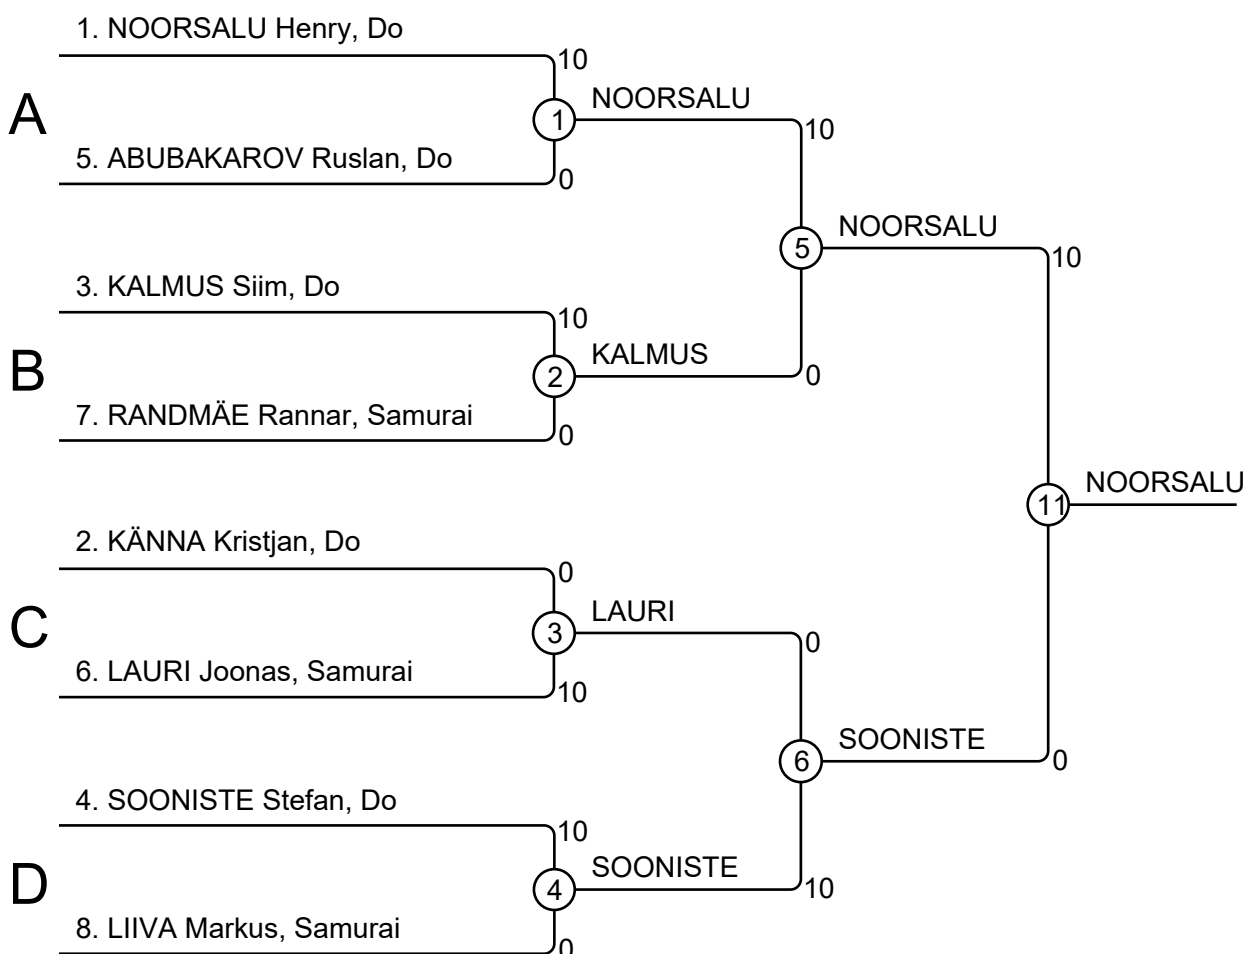 1. NOORSALU Henry, Do
10
A
1
NOORSALU
10
5. ABUBAKAROV Ruslan, Do
0
5
NOORSALU
10
3. KALMUS Siim, Do
10
B
2
KALMUS
0
7. RANDMÄE Rannar, Samurai
0
11
NOORSALU
2. KÄNNA Kristjan, Do
0
C
3
LAURI
0
6. LAURI Joonas, Samurai
10
6
SOONISTE
0
4. SOONISTE Stefan, Do
10
D
4
SOONISTE
10
8. LIIVA Markus, Samurai
0